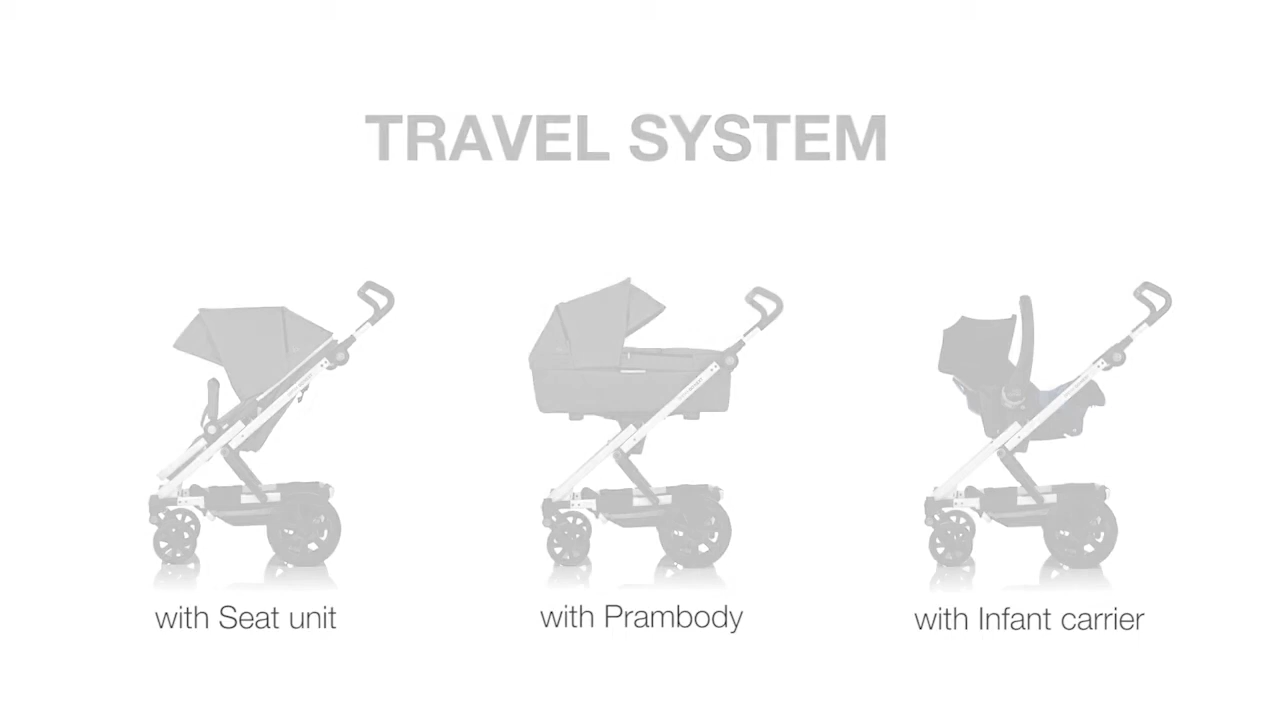 TRAVEL SYSTEM
with Seat unit
with Prambody
with Infant carrier